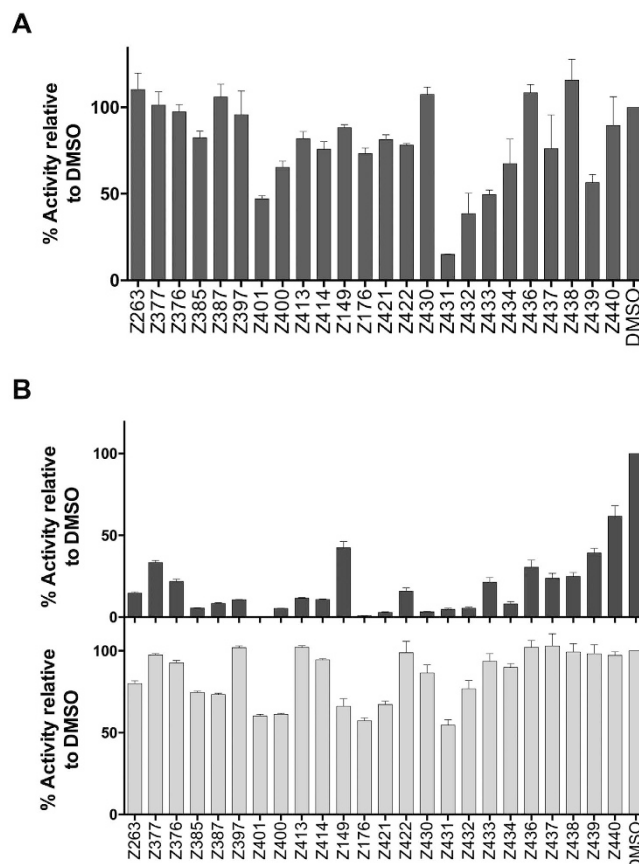 A
% Activity relative
to DMSO
100
50
0
Z263
Z377
Z376
Z385
Z387
Z397
Z401
Z400
Z413
Z414
Z149
Z176
Z421
Z422
Z430
Z431
Z432
Z433
Z434
Z436
Z437
Z438
Z439
Z440
DMSO
B
% Activity relative
to DMSO
100
50
0
% Activity relative
to DMSO
100
50
0
Z263
Z377
Z376
Z385
Z387
Z397
Z401
Z400
Z413
Z414
Z149
Z176
Z421
Z422
Z430
Z431
Z432
Z433
Z434
Z436
Z437
Z438
Z439
Z440
MSO